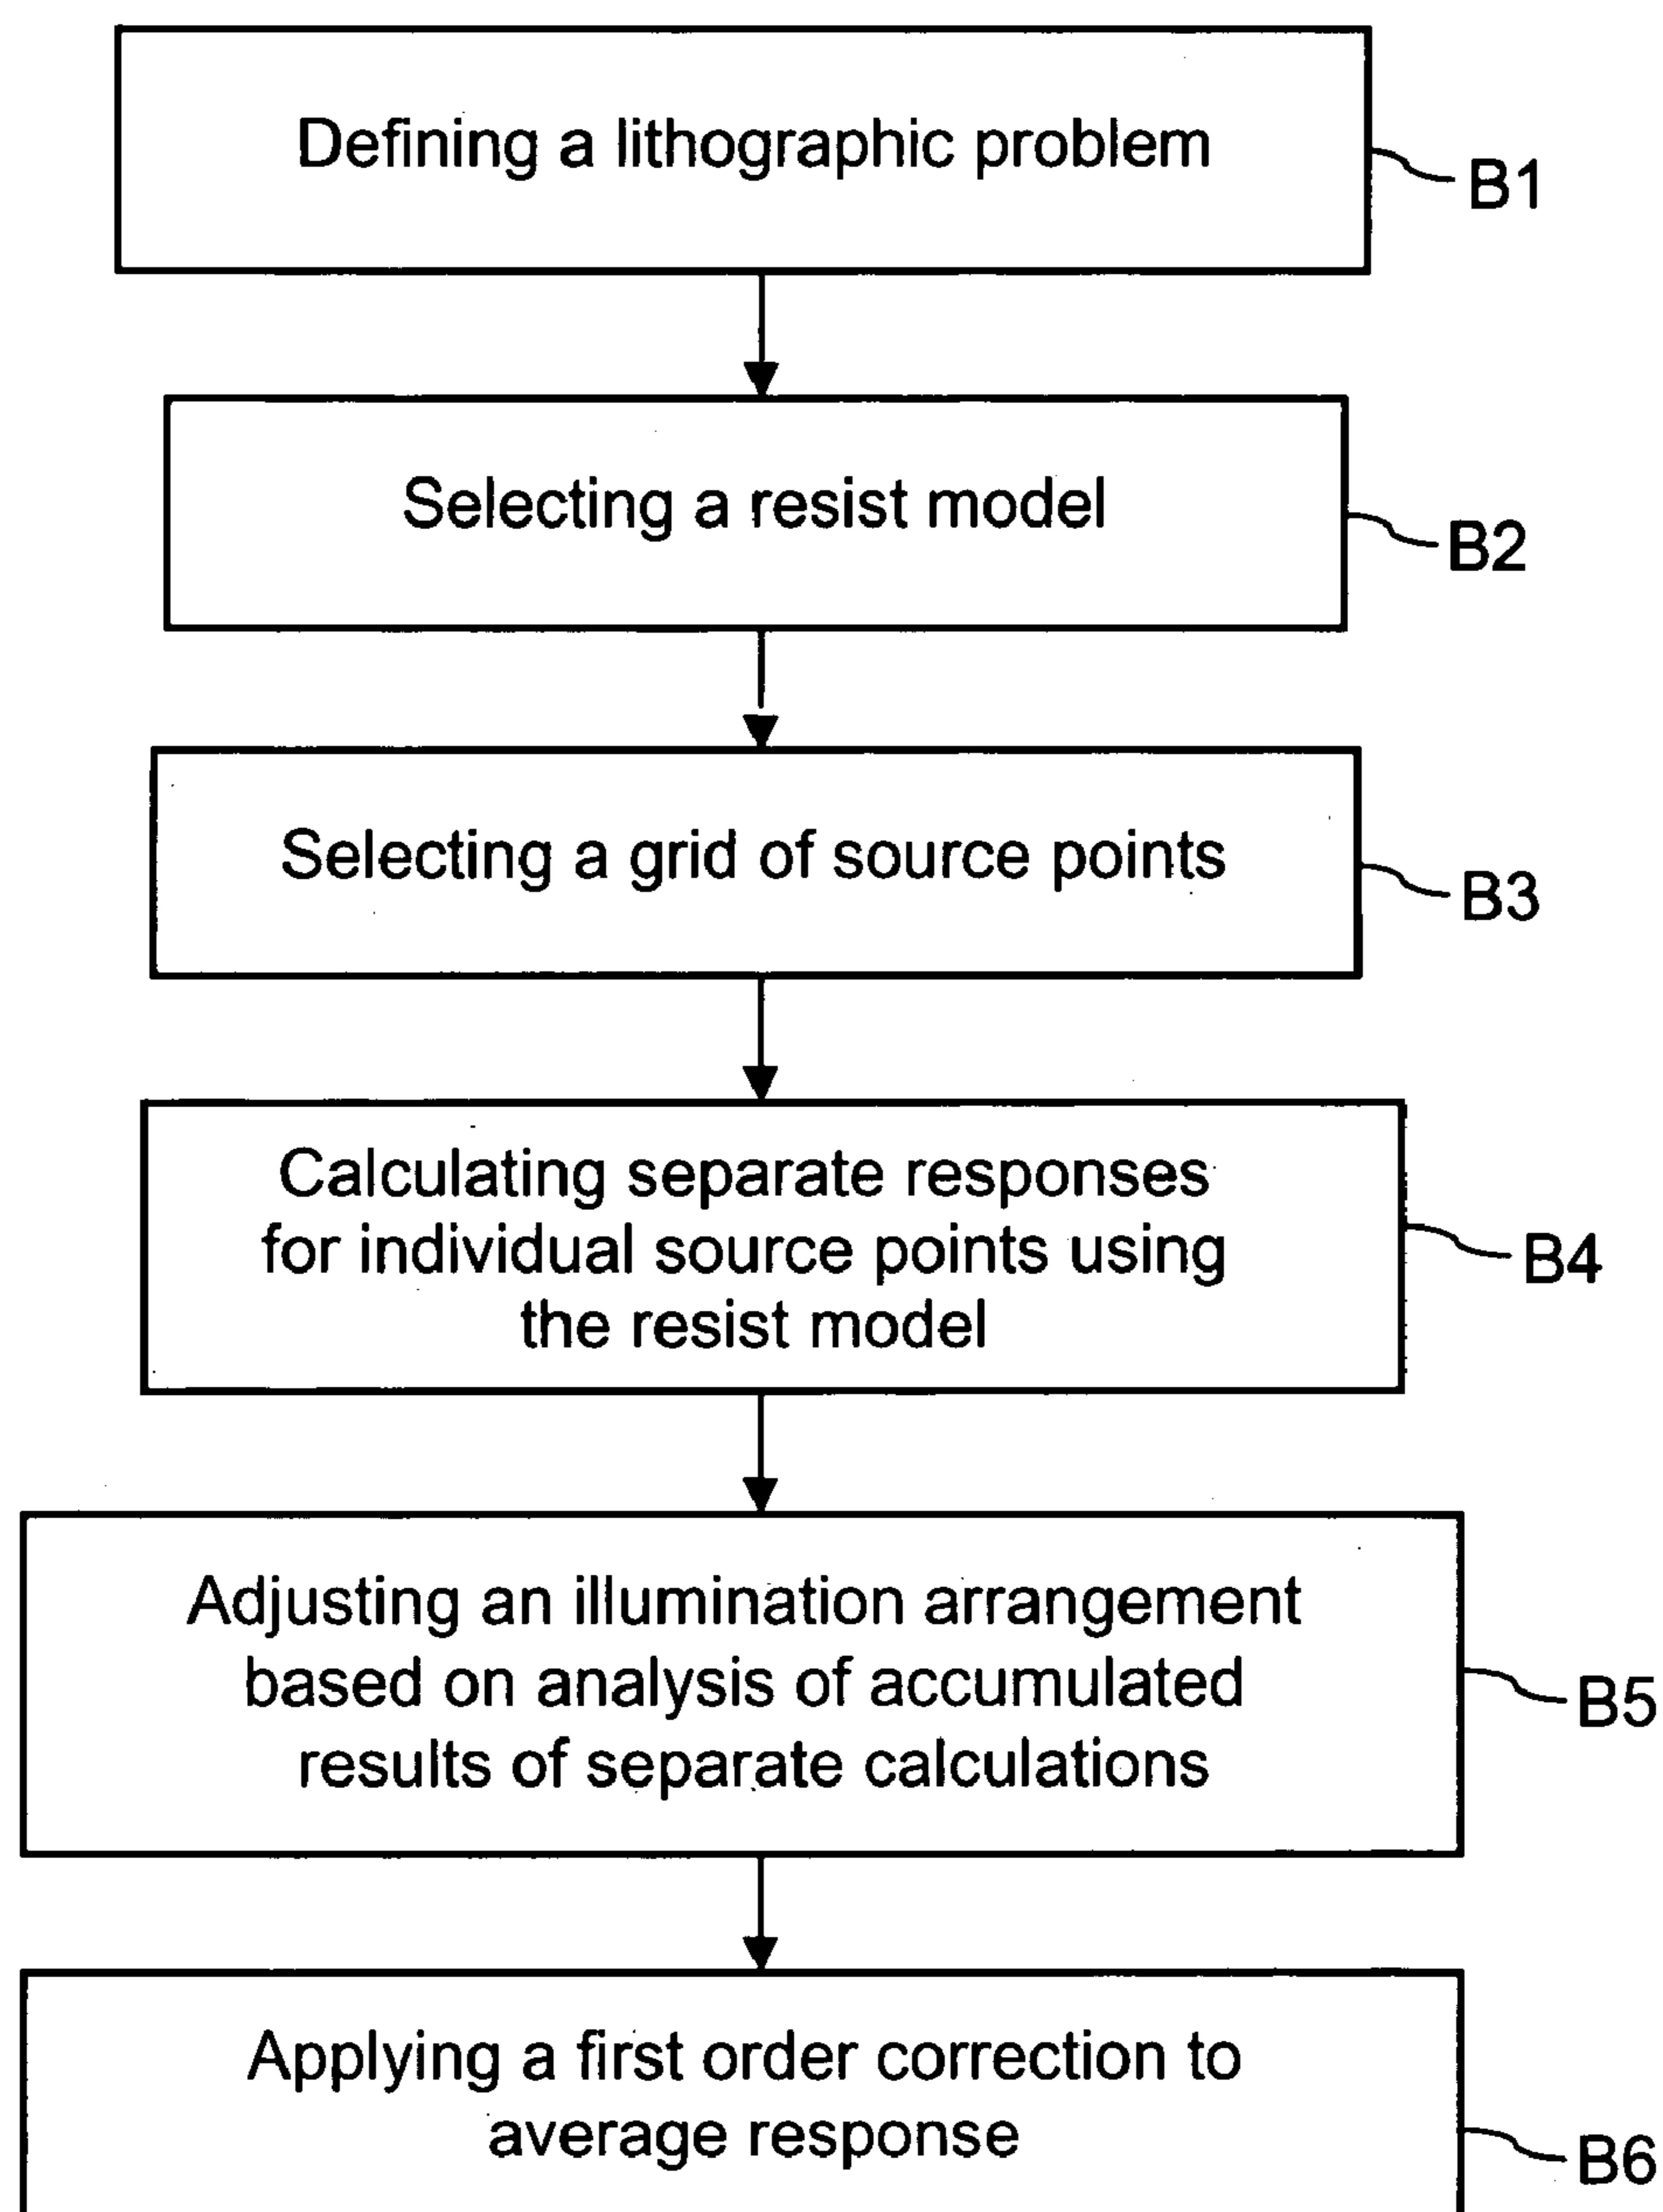 Defining a lithographic problem
B1
Selecting a resist model
B2
Selecting a grid of source points
B3
Calculating separate responses
for individual source points using
the resist model
B4
Adjusting an illumination arrangement
based on analysis of accumulated
results of separate calculations
B5
Applying a first order correction to
average response
B6